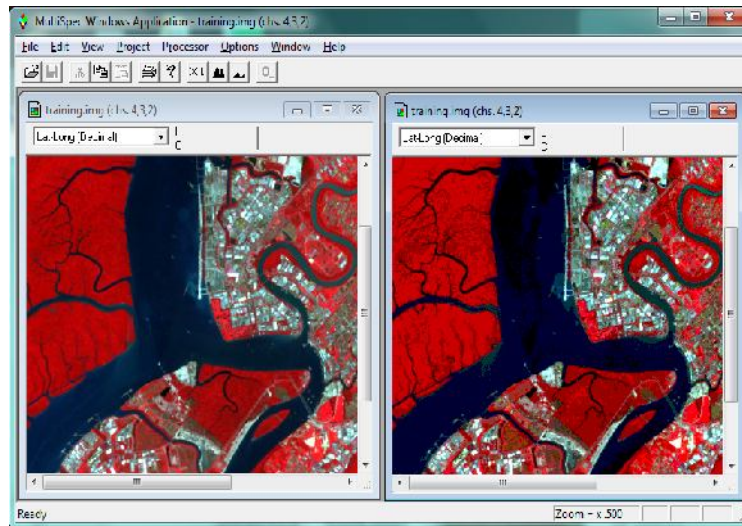 MultiSpec Windows Application - training.img (chs. 4,3,2)
File Edit View Project Processor Options Window Help
training.img (chs. 4,3,2)
Lat-Long (Decimal)
training.img (chs. 4,3,2)
Lat-Long (Decimal)
Ready
Zoom = x .500